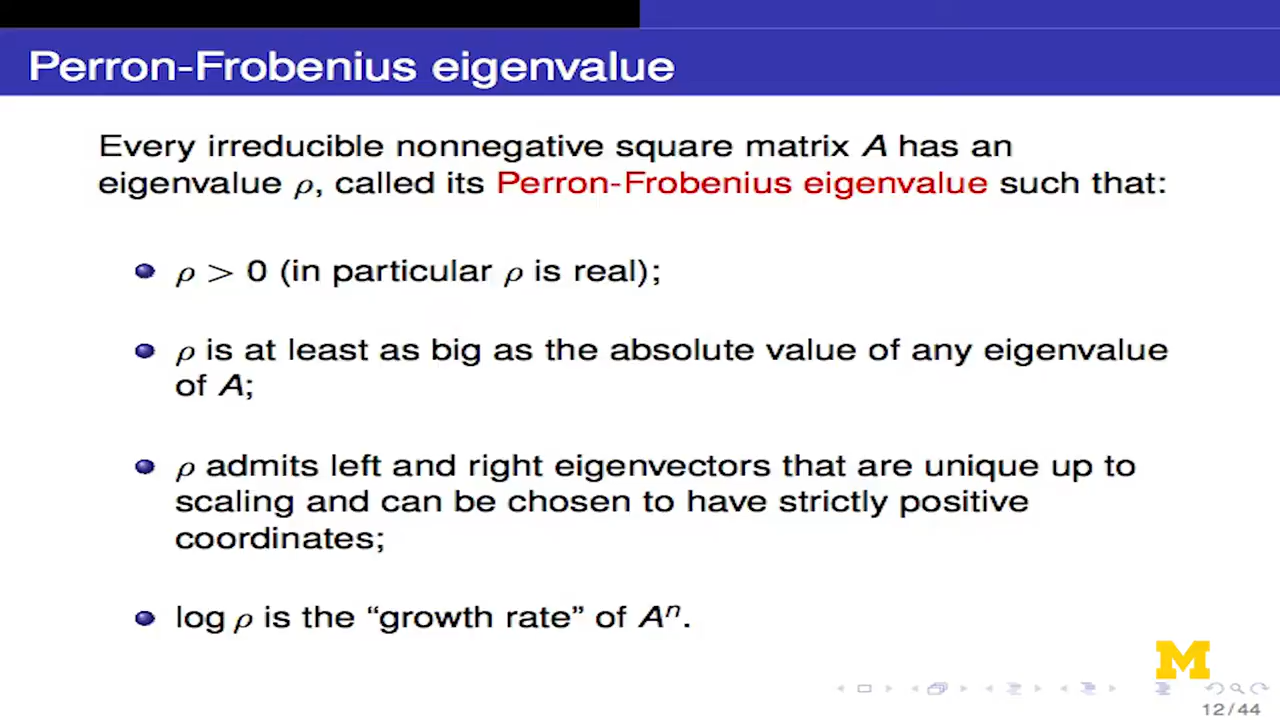 Perron-Frobenius eigenvalue
Every irreducible nonnegative square matrix A has an
eigenvalue ρ, called its Perron-Frobenius eigenvalue such that:
ρ > 0 (in particular ρ is real);
ρ is at least as big as the absolute value of any eigenvalue
of A;
ρ admits left and right eigenvectors that are unique up to
scaling and can be chosen to have strictly positive
coordinates;
log ρ is the “growth rate” of Aⁿ.
M
12/44